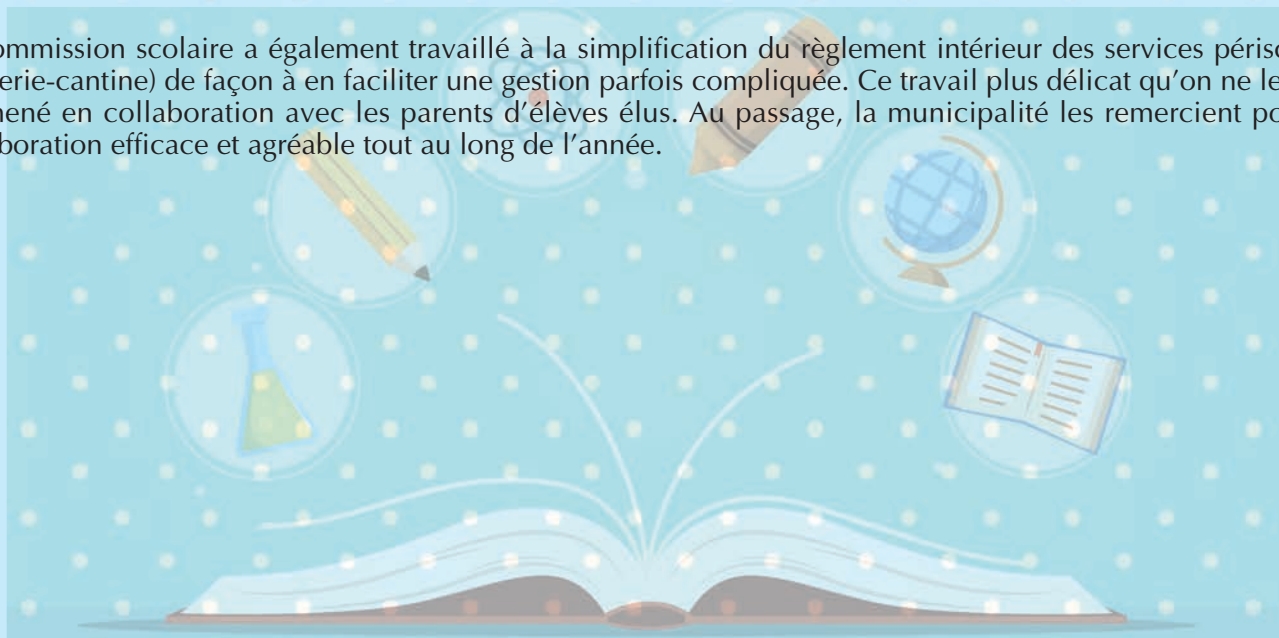 ommission scolaire a également travaillé à la simplification du règlement intérieur des services périsc
erie-cantine) de façon à en faciliter une gestion parfois compliquée. Ce travail plus délicat qu’on ne le
mené en collaboration avec les parents d’élèves élus. Au passage, la municipalité les remercient po
boration efficace et agréable tout au long de l’année.